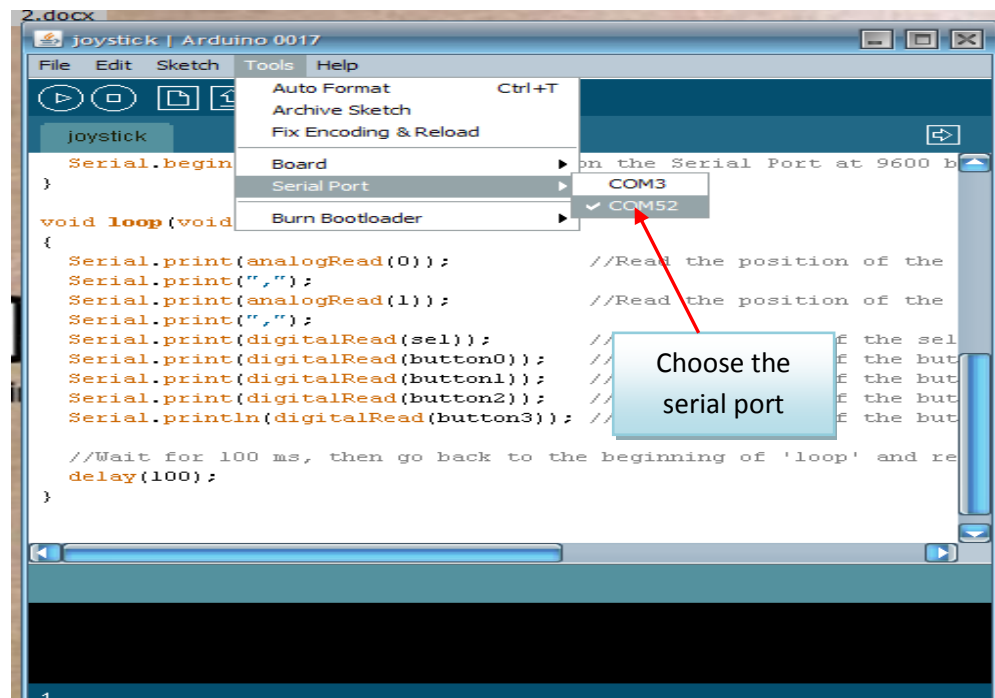 2.docx
joystick | Arduino 0017
File Edit Sketch Tools Help
Auto Format Ctrl+T
Archive Sketch
Fix Encoding & Reload
Board
Serial Port
Burn Bootloader
COM3
COM52
joystick
Serial.begin on the Serial Port at 9600 b
}
void loop(void
{
Serial.print(analogRead(0)); //Read the position of the
Serial.print(",");
Serial.print(analogRead(1)); //Read the position of the
Serial.print(",");
Serial.print(digitalRead(sel)); // f the sel
Serial.print(digitalRead(button0)); // f the but
Serial.print(digitalRead(button1)); // f the but
Serial.print(digitalRead(button2)); // f the but
Serial.println(digitalRead(button3)); // f the but
//Wait for 100 ms, then go back to the beginning of 'loop' and re
delay(100);
}
Choose the
serial port
1